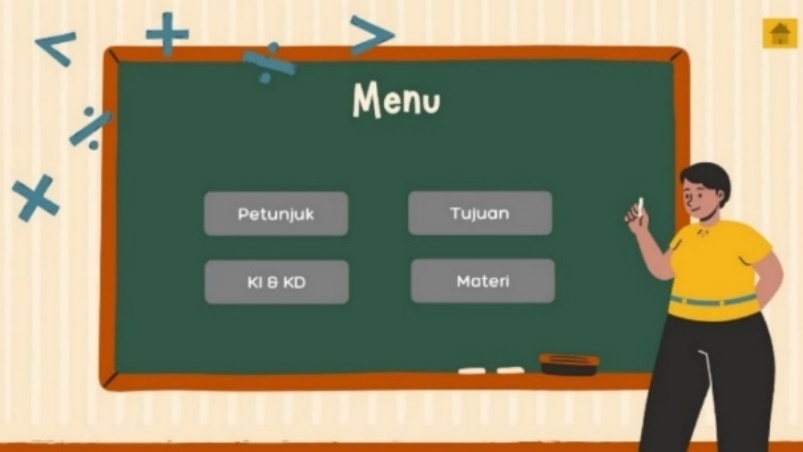 Menu
Petunjuk
Tujuan
KI & KD
Materi